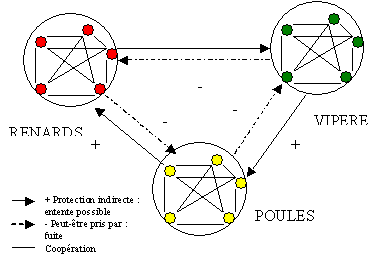 RENARDS
VIPERE
-
-
-
+
+
POULES
+ Protection indirecte :
entente possible
- Peut-être pris par :
fuite
Coopération